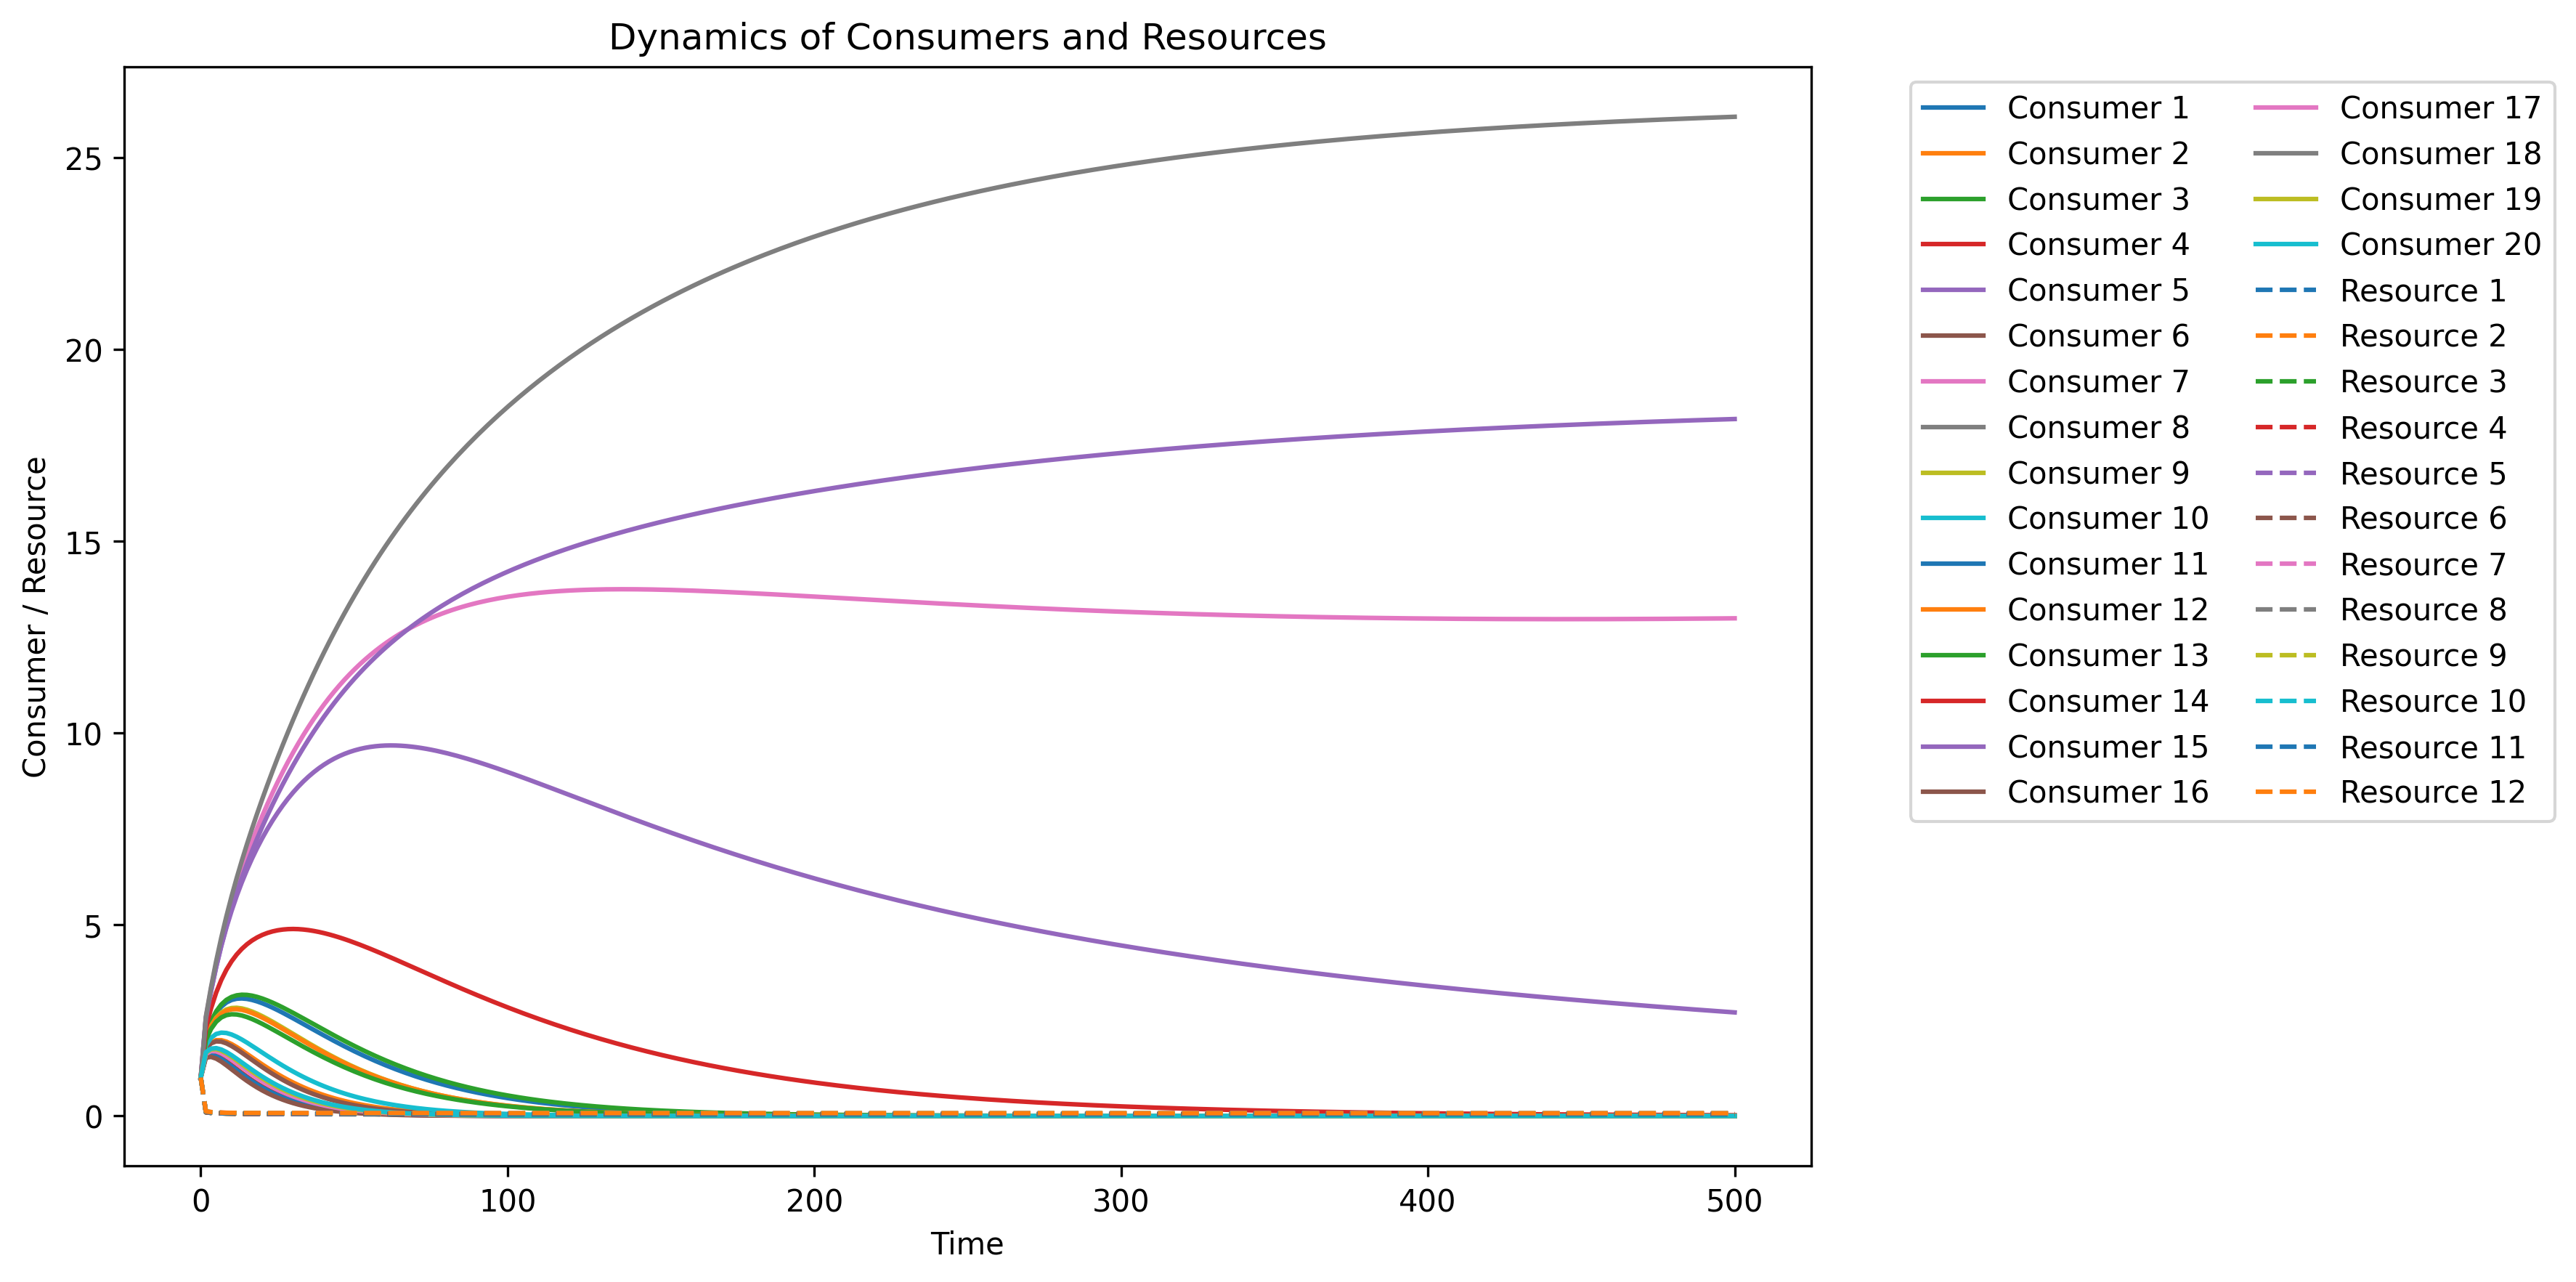 Dynamics of Consumers and Resources
Consumer / Resource
25
20
15
10
5
0
0 100 200 300 400 500
Time
Consumer 1
Consumer 2
Consumer 3
Consumer 4
Consumer 5
Consumer 6
Consumer 7
Consumer 8
Consumer 9
Consumer 10
Consumer 11
Consumer 12
Consumer 13
Consumer 14
Consumer 15
Consumer 16
Consumer 17
Consumer 18
Consumer 19
Consumer 20
Resource 1
Resource 2
Resource 3
Resource 4
Resource 5
Resource 6
Resource 7
Resource 8
Resource 9
Resource 10
Resource 11
Resource 12